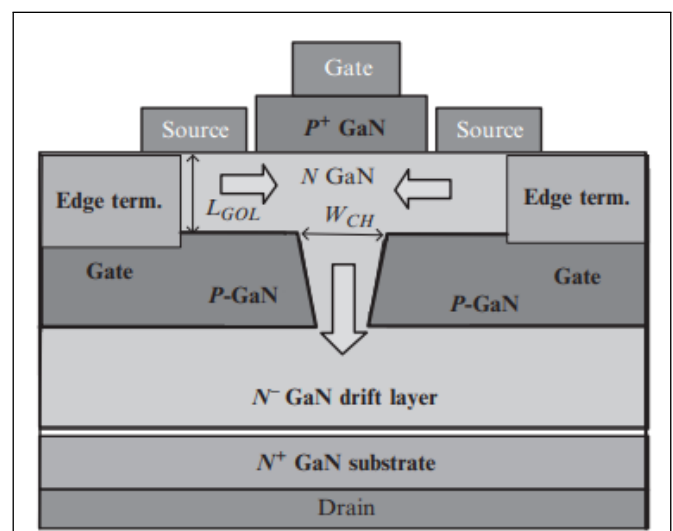 Gate
P⁺ GaN
Source
Source
N GaN
Edge term.
Edge term.
L_GOL
W_CH
Gate
Gate
P-GaN
P-GaN
N⁻ GaN drift layer
N⁺ GaN substrate
Drain